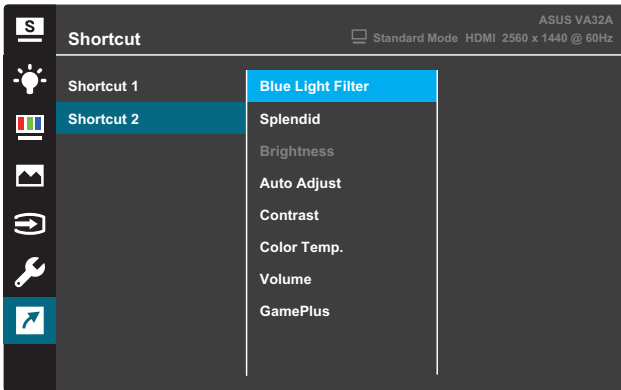 S
ASUS VA32A
Shortcut
Standard Mode HDMI 2560 x 1440 @ 60Hz
Shortcut 1
Blue Light Filter
Shortcut 2
Splendid
Brightness
Auto Adjust
Contrast
Color Temp.
Volume
GamePlus